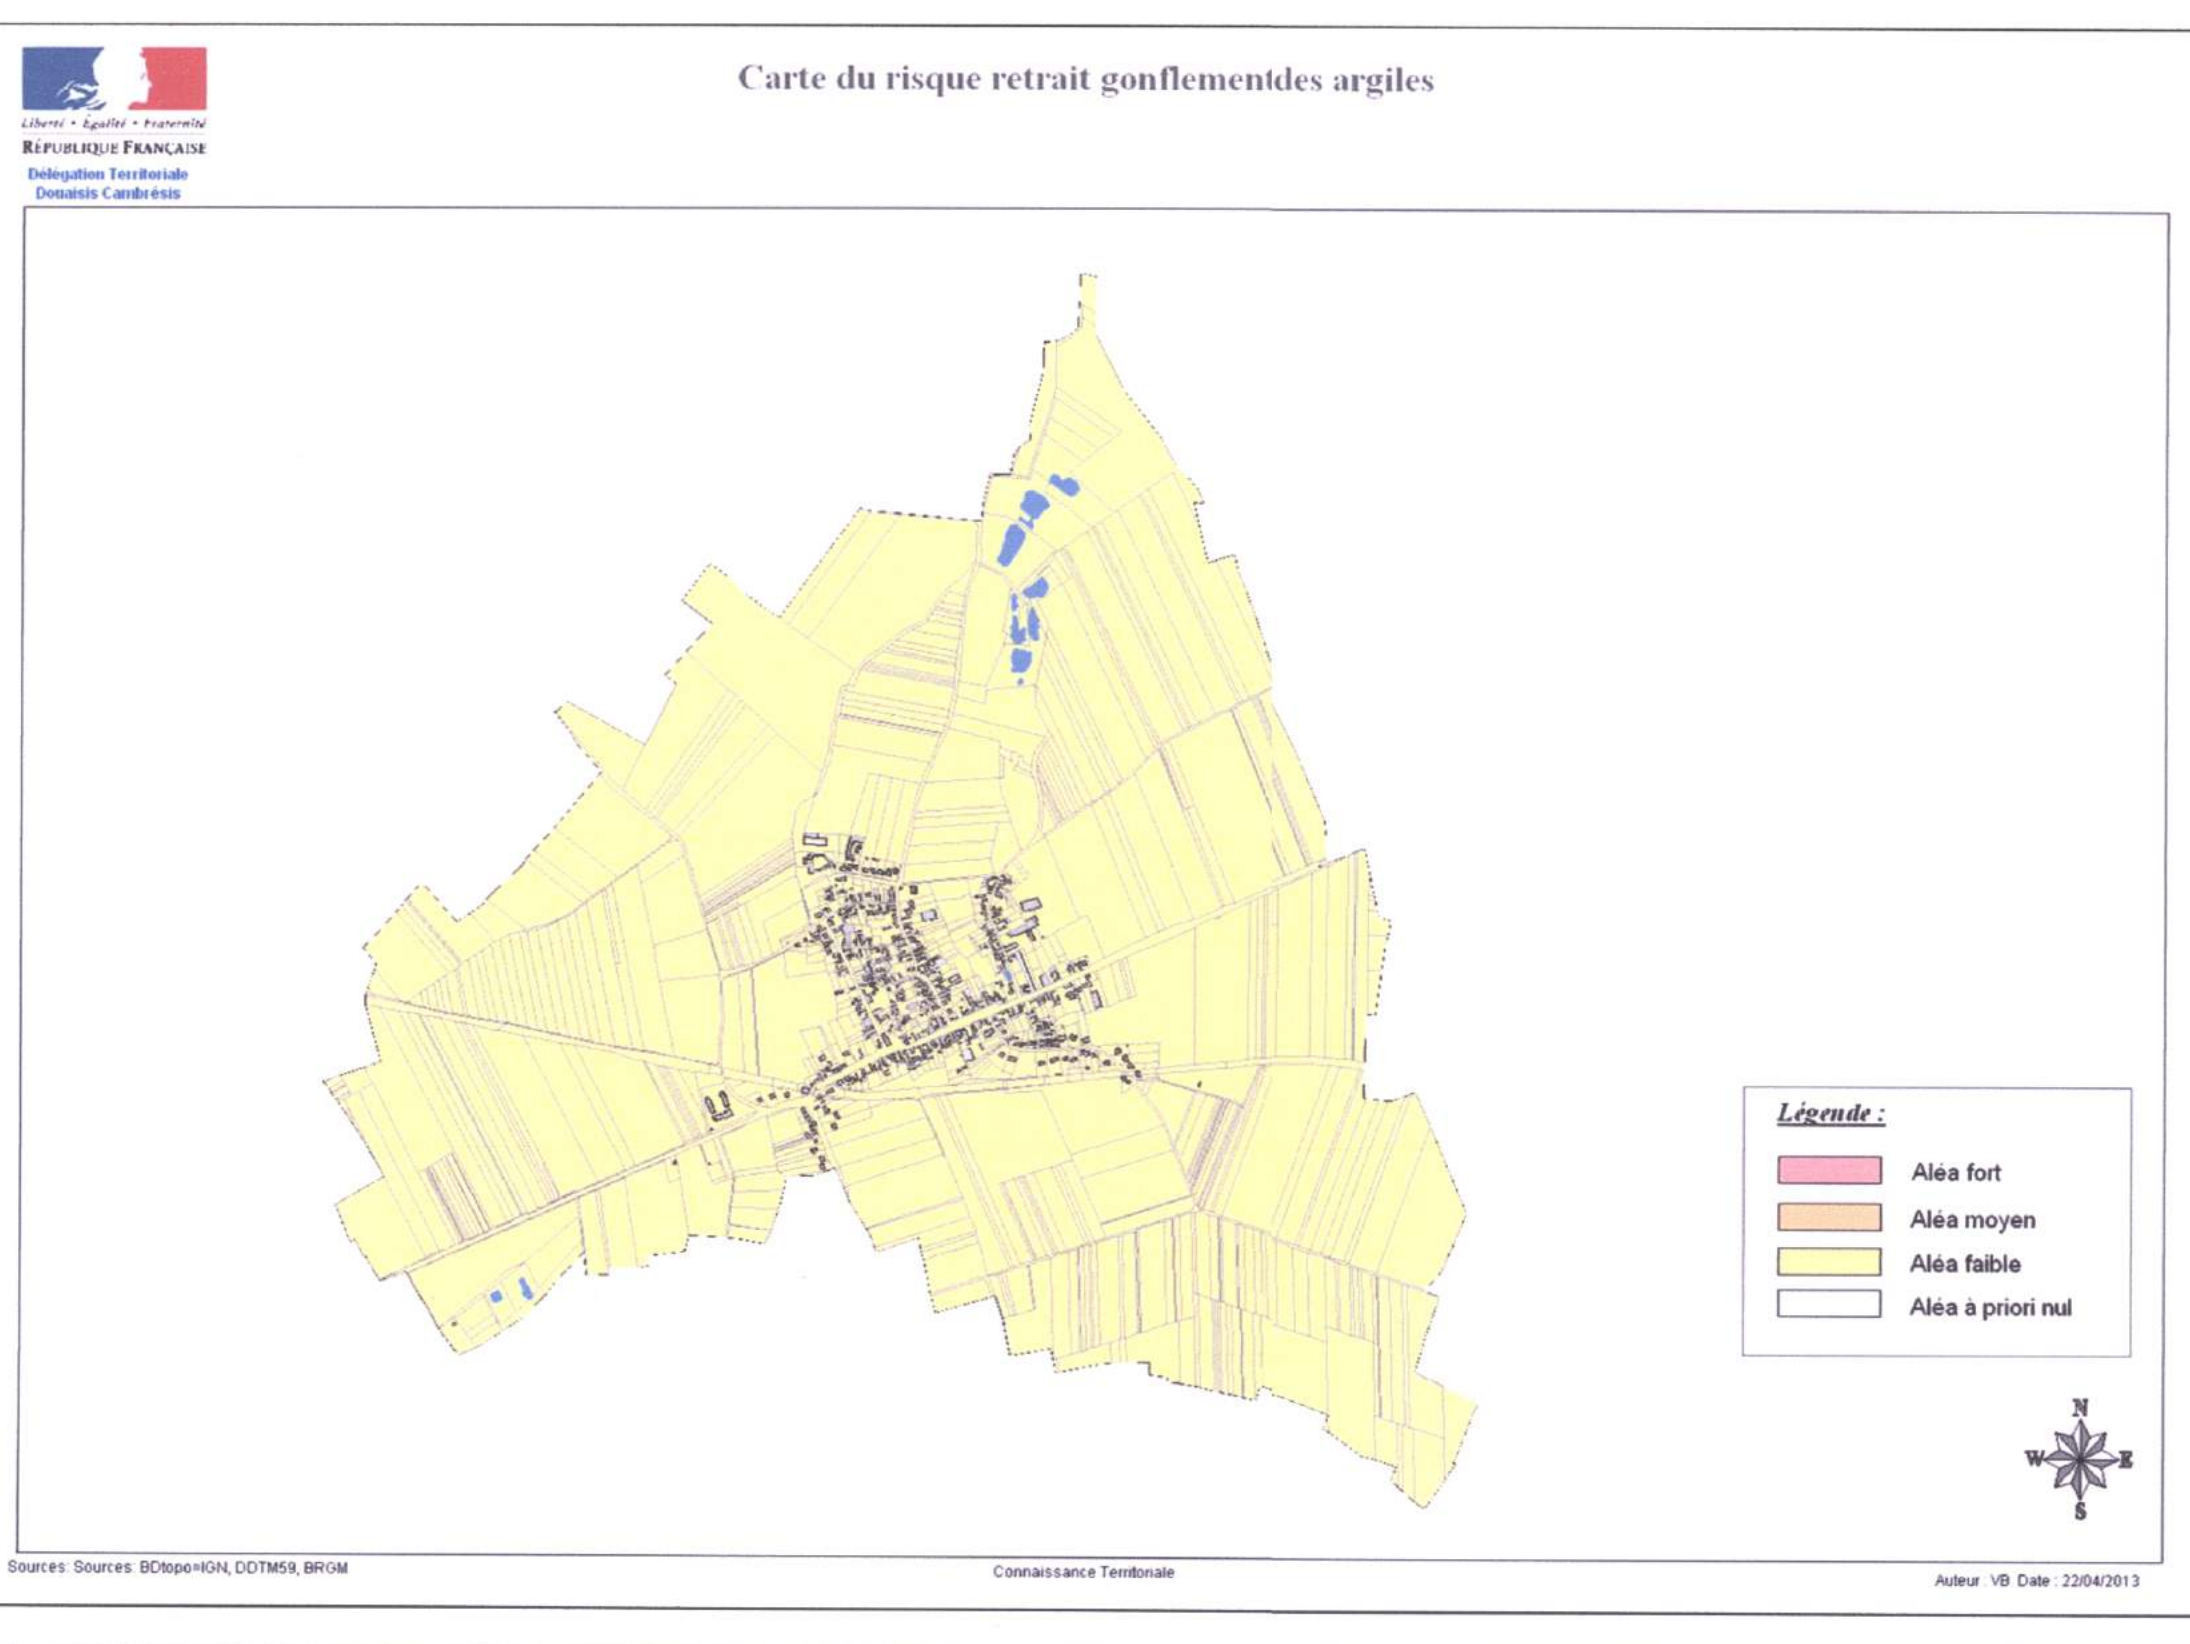 Carte du risque retrait gonflementdes argiles
Liberté • Égalité • Fraternité
RÉPUBLIQUE FRANÇAISE
Délégation Territoriale
Douaisis Cambrésis
Légende :
Aléa fort
Aléa moyen
Aléa faible
Aléa à priori nul
N
W E
S
Sources: Sources: BDtopo®IGN, DDTM59, BRGM
Connaissance Territoriale
Auteur : VB Date : 22/04/2013